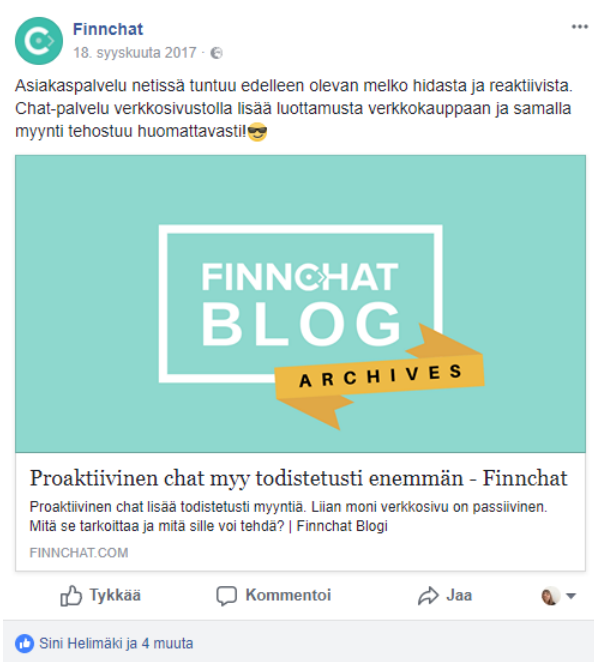 Finnchat
18. syyskuuta 2017 ·
Asiakaspalvelu netissä tuntuu edelleen olevan melko hidasta ja reaktiivista.
Chat-palvelu verkkosivustolla lisää luottamusta verkkokauppaan ja samalla
myynti tehostuu huomattavasti!😎
FINNCHAT
BLOG
ARCHIVES
Proaktiivinen chat myy todistetusti enemmän - Finnchat
Proaktiivinen chat lisää todistetusti myyntiä. Liian moni verkkosivu on passiivinen.
Mitä se tarkoittaa ja mitä sille voi tehdä? | Finnchat Blogi
FINNCHAT.COM
Tykkää Kommentoi Jaa
Sini Helimäki ja 4 muuta